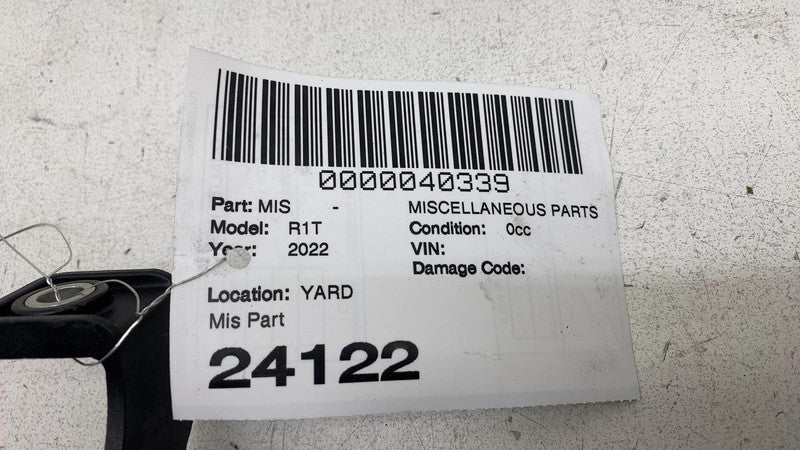 0000040339
Part: MIS - MISCELLANEOUS PARTS
Model: R1T Condition: 0cc
Year: 2022 VIN:
Damage Code:
Location: YARD
Mis Part
24122